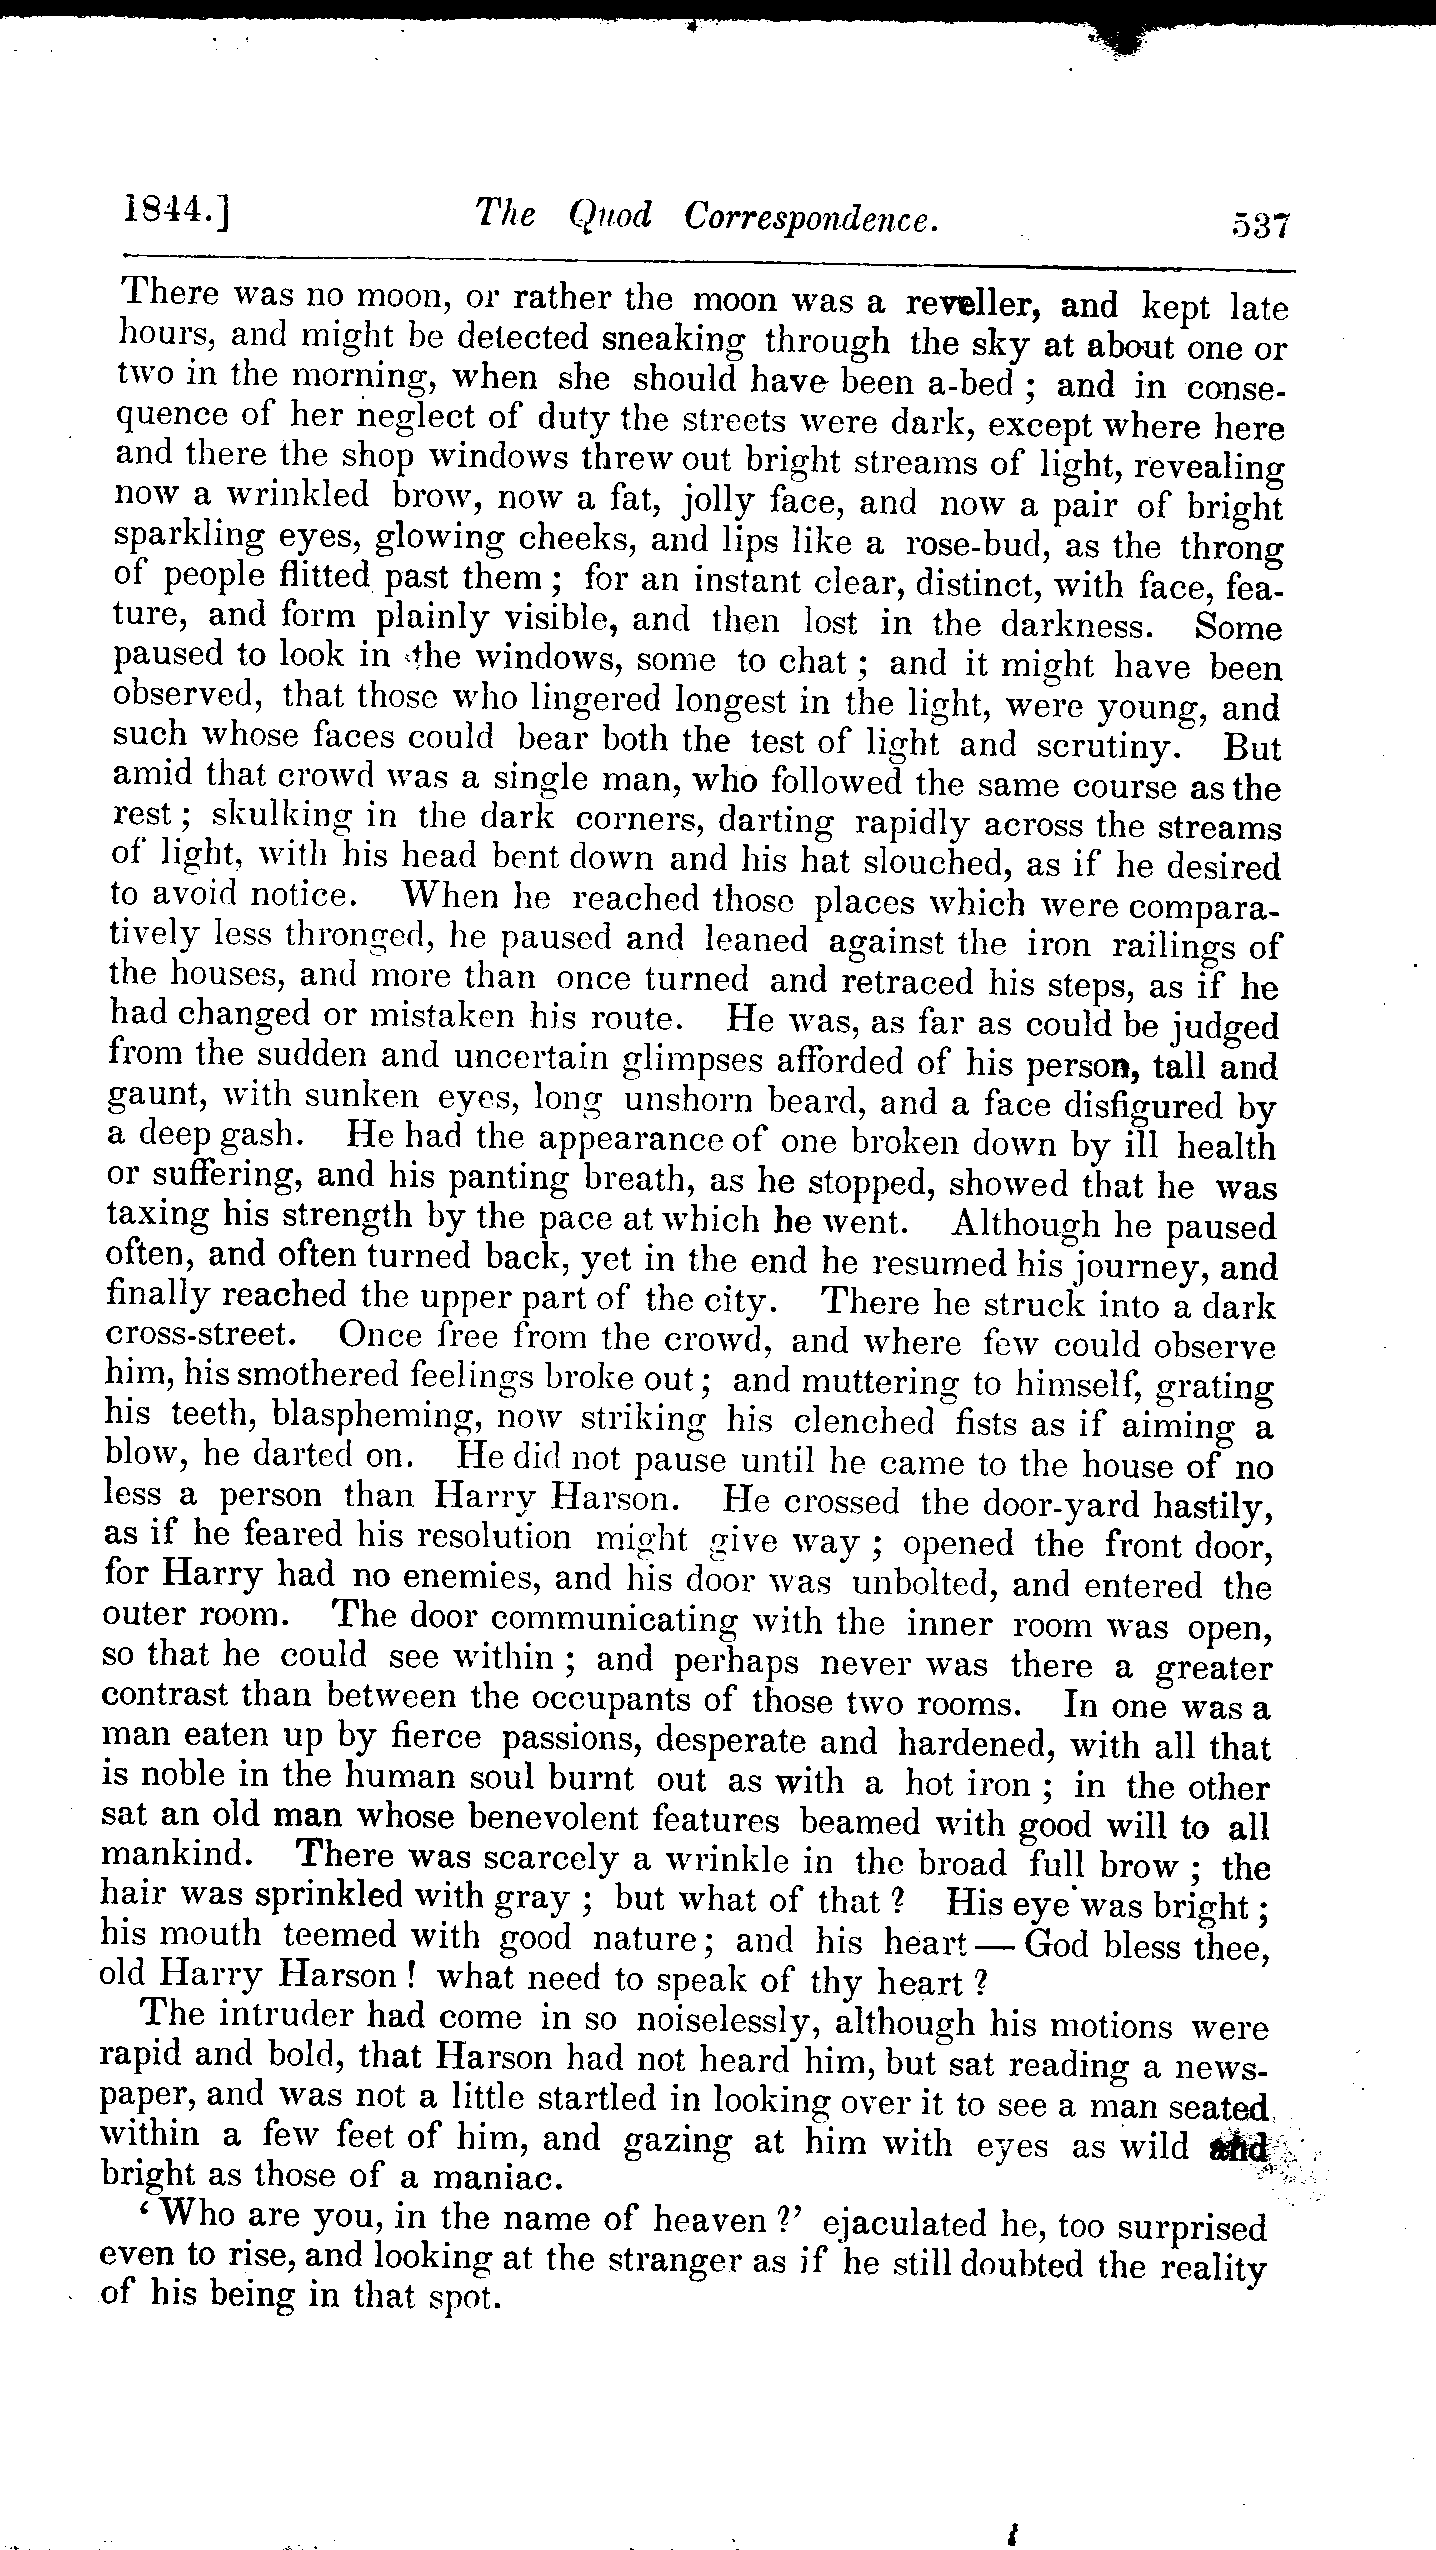 1844.] The Quod Correspondence. 537
There was no moon, or rather the moon was a reveller, and kept late
hours, and might be detected sneaking through the sky at about one or
two in the morning, when she should have been a-bed ; and in conse-
quence of her neglect of duty the streets were dark, except where here
and there the shop windows threw out bright streams of light, revealing
now a wrinkled brow, now a fat, jolly face, and now a pair of bright
sparkling eyes, glowing cheeks, and lips like a rose-bud, as the throng
of people flitted past them ; for an instant clear, distinct, with face, fea-
ture, and form plainly visible, and then lost in the darkness. Some
paused to look in the windows, some to chat ; and it might have been
observed, that those who lingered longest in the light, were young, and
such whose faces could bear both the test of light and scrutiny. But
amid that crowd was a single man, who followed the same course as the
rest ; skulking in the dark corners, darting rapidly across the streams
of light, with his head bent down and his hat slouched, as if he desired
to avoid notice. When he reached those places which were compara-
tively less thronged, he paused and leaned against the iron railings of
the houses, and more than once turned and retraced his steps, as if he
had changed or mistaken his route. He was, as far as could be judged
from the sudden and uncertain glimpses afforded of his person, tall and
gaunt, with sunken eyes, long unshorn beard, and a face disfigured by
a deep gash. He had the appearance of one broken down by ill health
or suffering, and his panting breath, as he stopped, showed that he was
taxing his strength by the pace at which he went. Although he paused
often, and often turned back, yet in the end he resumed his journey, and
finally reached the upper part of the city. There he struck into a dark
cross-street. Once free from the crowd, and where few could observe
him, his smothered feelings broke out ; and muttering to himself, grating
his teeth, blaspheming, now striking his clenched fists as if aiming a
blow, he darted on. He did not pause until he came to the house of no
less a person than Harry Harson. He crossed the door-yard hastily,
as if he feared his resolution might give way ; opened the front door,
for Harry had no enemies, and his door was unbolted, and entered the
outer room. The door communicating with the inner room was open,
so that he could see within ; and perhaps never was there a greater
contrast than between the occupants of those two rooms. In one was a
man eaten up by fierce passions, desperate and hardened, with all that
is noble in the human soul burnt out as with a hot iron ; in the other
sat an old man whose benevolent features beamed with good will to all
mankind. There was scarcely a wrinkle in the broad full brow ; the
hair was sprinkled with gray ; but what of that ? His eye was bright ;
his mouth teemed with good nature ; and his heart — God bless thee,
old Harry Harson ! what need to speak of thy heart ?
The intruder had come in so noiselessly, although his motions were
rapid and bold, that Harson had not heard him, but sat reading a news-
paper, and was not a little startled in looking over it to see a man seated
within a few feet of him, and gazing at him with eyes as wild and
bright as those of a maniac.
‘ Who are you, in the name of heaven ?’ ejaculated he, too surprised
even to rise, and looking at the stranger as if he still doubted the reality
of his being in that spot.